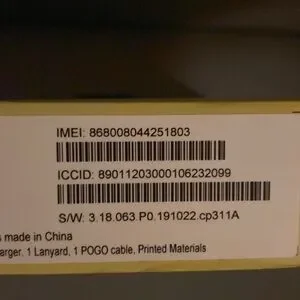 IMEI: 868008044251803
ICCID: 89011203000106232099
S/W: 3.18.063.P0.191022.cp311A
s made in China
arger, 1 Lanyard, 1 POGO cable, Printed Materials